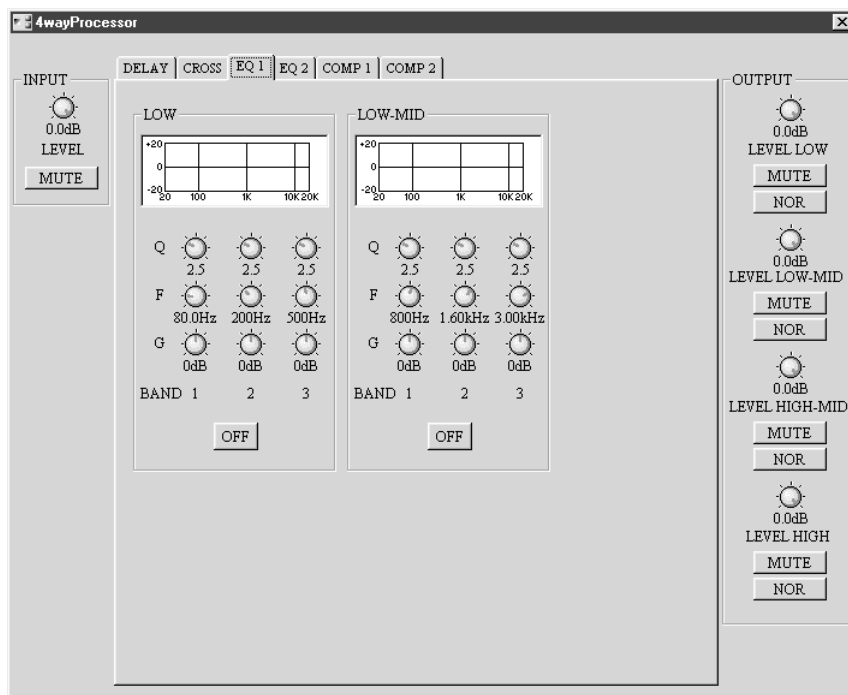 4wayProcessor
INPUT
0.0dB
LEVEL
MUTE
DELAY CROSS EQ 1 EQ 2 COMP 1 COMP 2
LOW
+20
0
-20
20 100 1K 10K 20K
Q
2.5 2.5 2.5
F
80.0Hz 200Hz 500Hz
G
0dB 0dB 0dB
BAND 1 2 3
OFF
LOW-MID
+20
0
-20
20 100 1K 10K 20K
Q
2.5 2.5 2.5
F
800Hz 1.60kHz 3.00kHz
G
0dB 0dB 0dB
BAND 1 2 3
OFF
OUTPUT
0.0dB
LEVEL LOW
MUTE
NOR
0.0dB
LEVEL LOW-MID
MUTE
NOR
0.0dB
LEVEL HIGH-MID
MUTE
NOR
0.0dB
LEVEL HIGH
MUTE
NOR